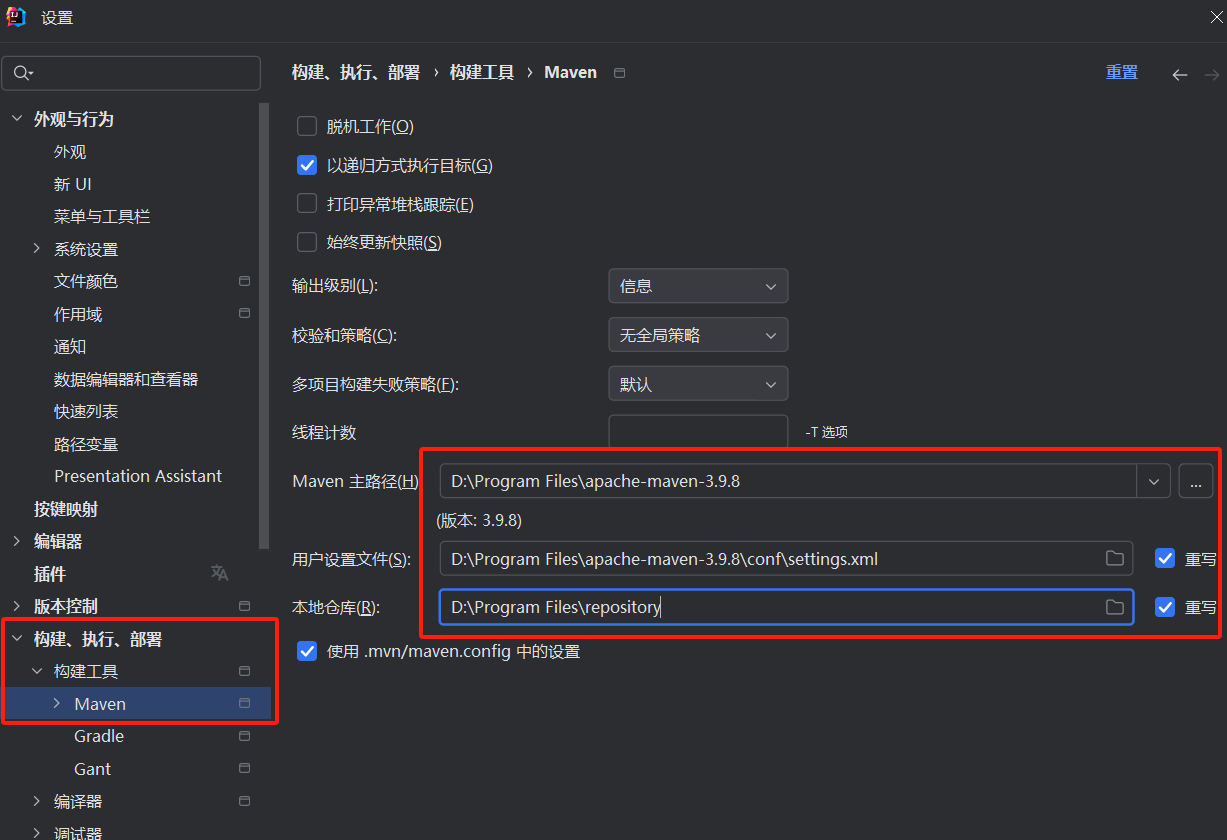 设置
构建、执行、部署 › 构建工具 › Maven
重置
外观与行为
外观
新 UI
菜单与工具栏
系统设置
文件颜色
作用域
通知
数据编辑器和查看器
快速列表
路径变量
Presentation Assistant
按键映射
编辑器
插件
版本控制
构建、执行、部署
构建工具
Maven
Gradle
Gant
编译器
调试器
脱机工作(O)
以递归方式执行目标(G)
打印异常堆栈跟踪(E)
始终更新快照(S)
输出级别(L): 信息
校验和策略(C): 无全局策略
多项目构建失败策略(F): 默认
线程计数 -T 选项
Maven 主路径(H) D:\Program Files\apache-maven-3.9.8 ...
(版本: 3.9.8)
用户设置文件(S): D:\Program Files\apache-maven-3.9.8\conf\settings.xml 重写
本地仓库(R): D:\Program Files\repository 重写
使用 .mvn/maven.config 中的设置